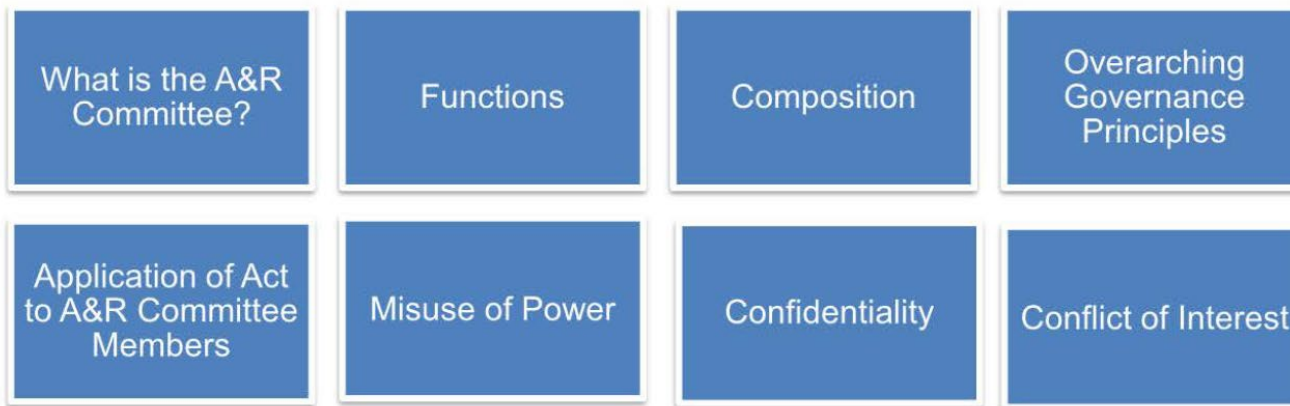 What is the A&R
Committee?
Functions
Composition
Overarching
Governance
Principles
Application of Act
to A&R Committee
Members
Misuse of Power
Confidentiality
Conflict of Interest